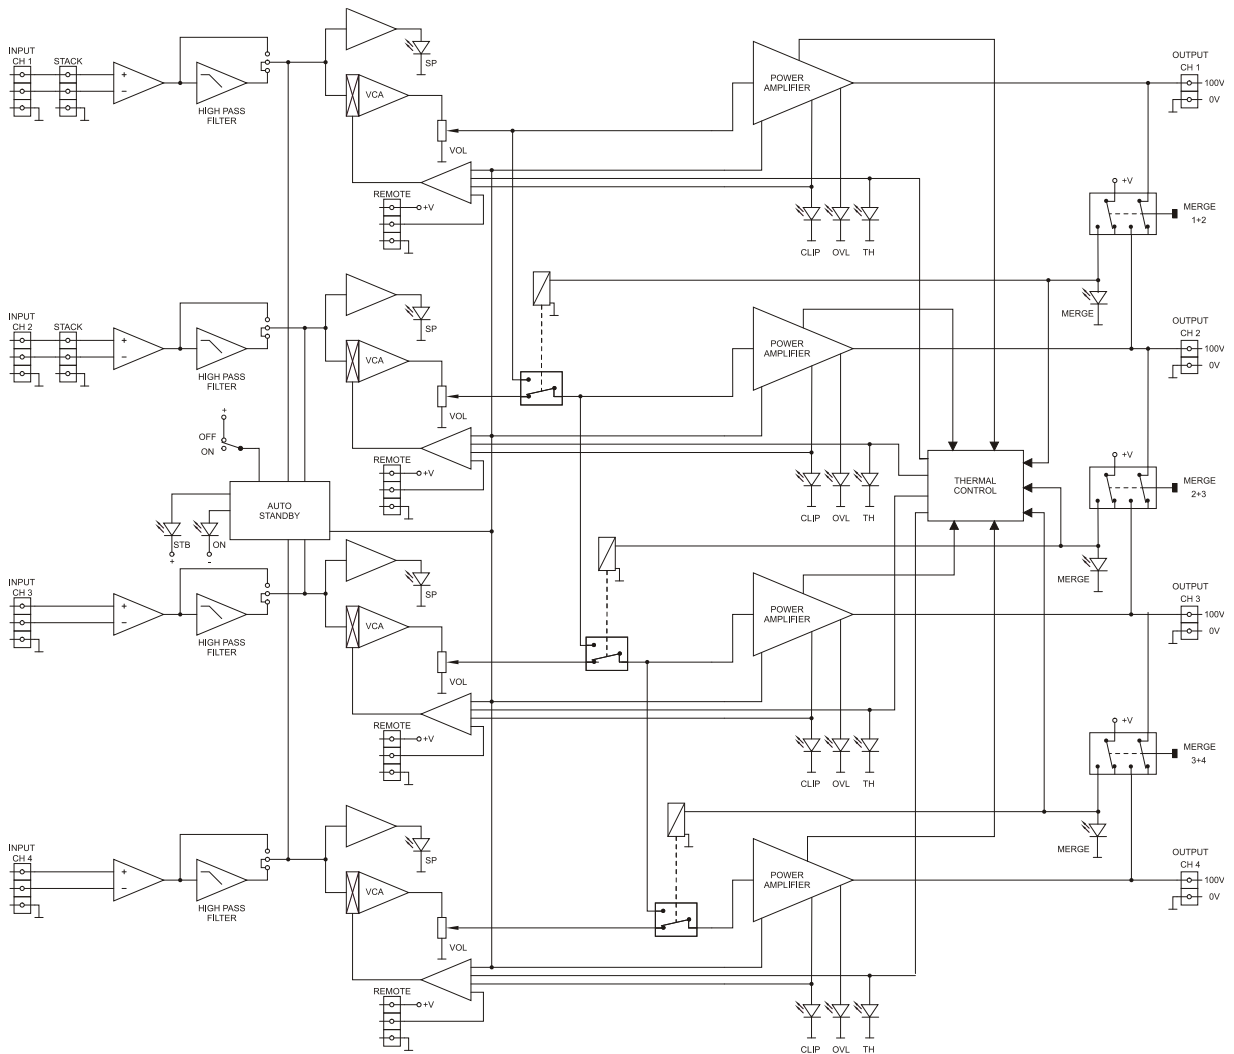 INPUT
CH 1
STACK
+
−
HIGH PASS
FILTER
SP
VCA
VOL
REMOTE
+V
POWER
AMPLIFIER
CLIP
OVL
TH
OUTPUT
CH 1
100V
0V
+V
MERGE
1+2
MERGE
INPUT
CH 2
STACK
+
−
HIGH PASS
FILTER
SP
VCA
VOL
REMOTE
+V
POWER
AMPLIFIER
CLIP
OVL
TH
OUTPUT
CH 2
100V
0V
+
OFF
ON
AUTO
STANDBY
STB
ON
+
-
THERMAL
CONTROL
+V
MERGE
2+3
MERGE
INPUT
CH 3
+
−
HIGH PASS
FILTER
SP
VCA
VOL
REMOTE
+V
POWER
AMPLIFIER
CLIP
OVL
TH
OUTPUT
CH 3
100V
0V
+V
MERGE
3+4
MERGE
INPUT
CH 4
+
−
HIGH PASS
FILTER
SP
VCA
VOL
REMOTE
+V
POWER
AMPLIFIER
CLIP
OVL
TH
OUTPUT
CH 4
100V
0V